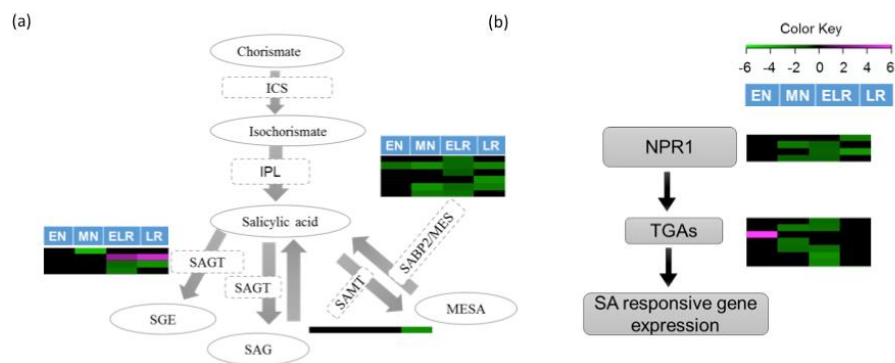 (a)
Chorismate
ICS
Isochorismate
IPL
Salicylic acid
EN MN ELR LR
EN MN ELR LR
SAGT
SAGT
SAMT
SABP2/MES
SGE
SAG
MESA
(b)
Color Key
-6 -4 -2 0 2 4 6
EN MN ELR LR
NPR1
TGAs
SA responsive gene
expression